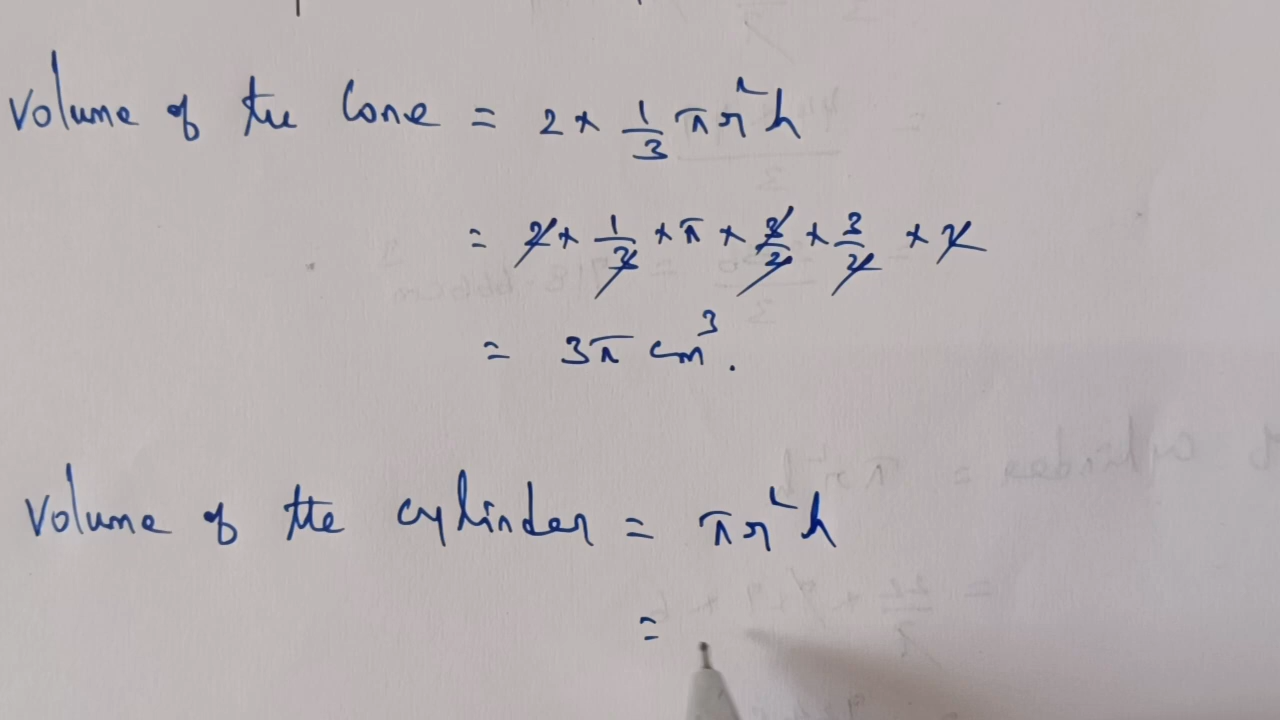 Volume of the Cone = 2 × 1/3 πr²h
= 2 × 1/3 × π × 3/2 × 3/2 × 2
= 3π cm³.
Volume of the cylinder = πr²h
=